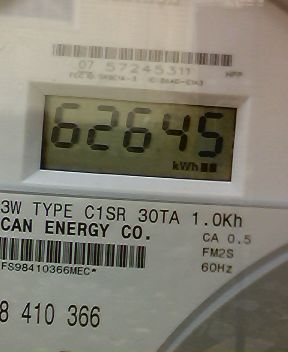 07 57245311 HPP
62645
kWh
3W TYPE C1SR 30TA 1.0Kh
CAN ENERGY CO.
CA 0.5
FM2S
60Hz
FS98410366MEC*
8 410 366